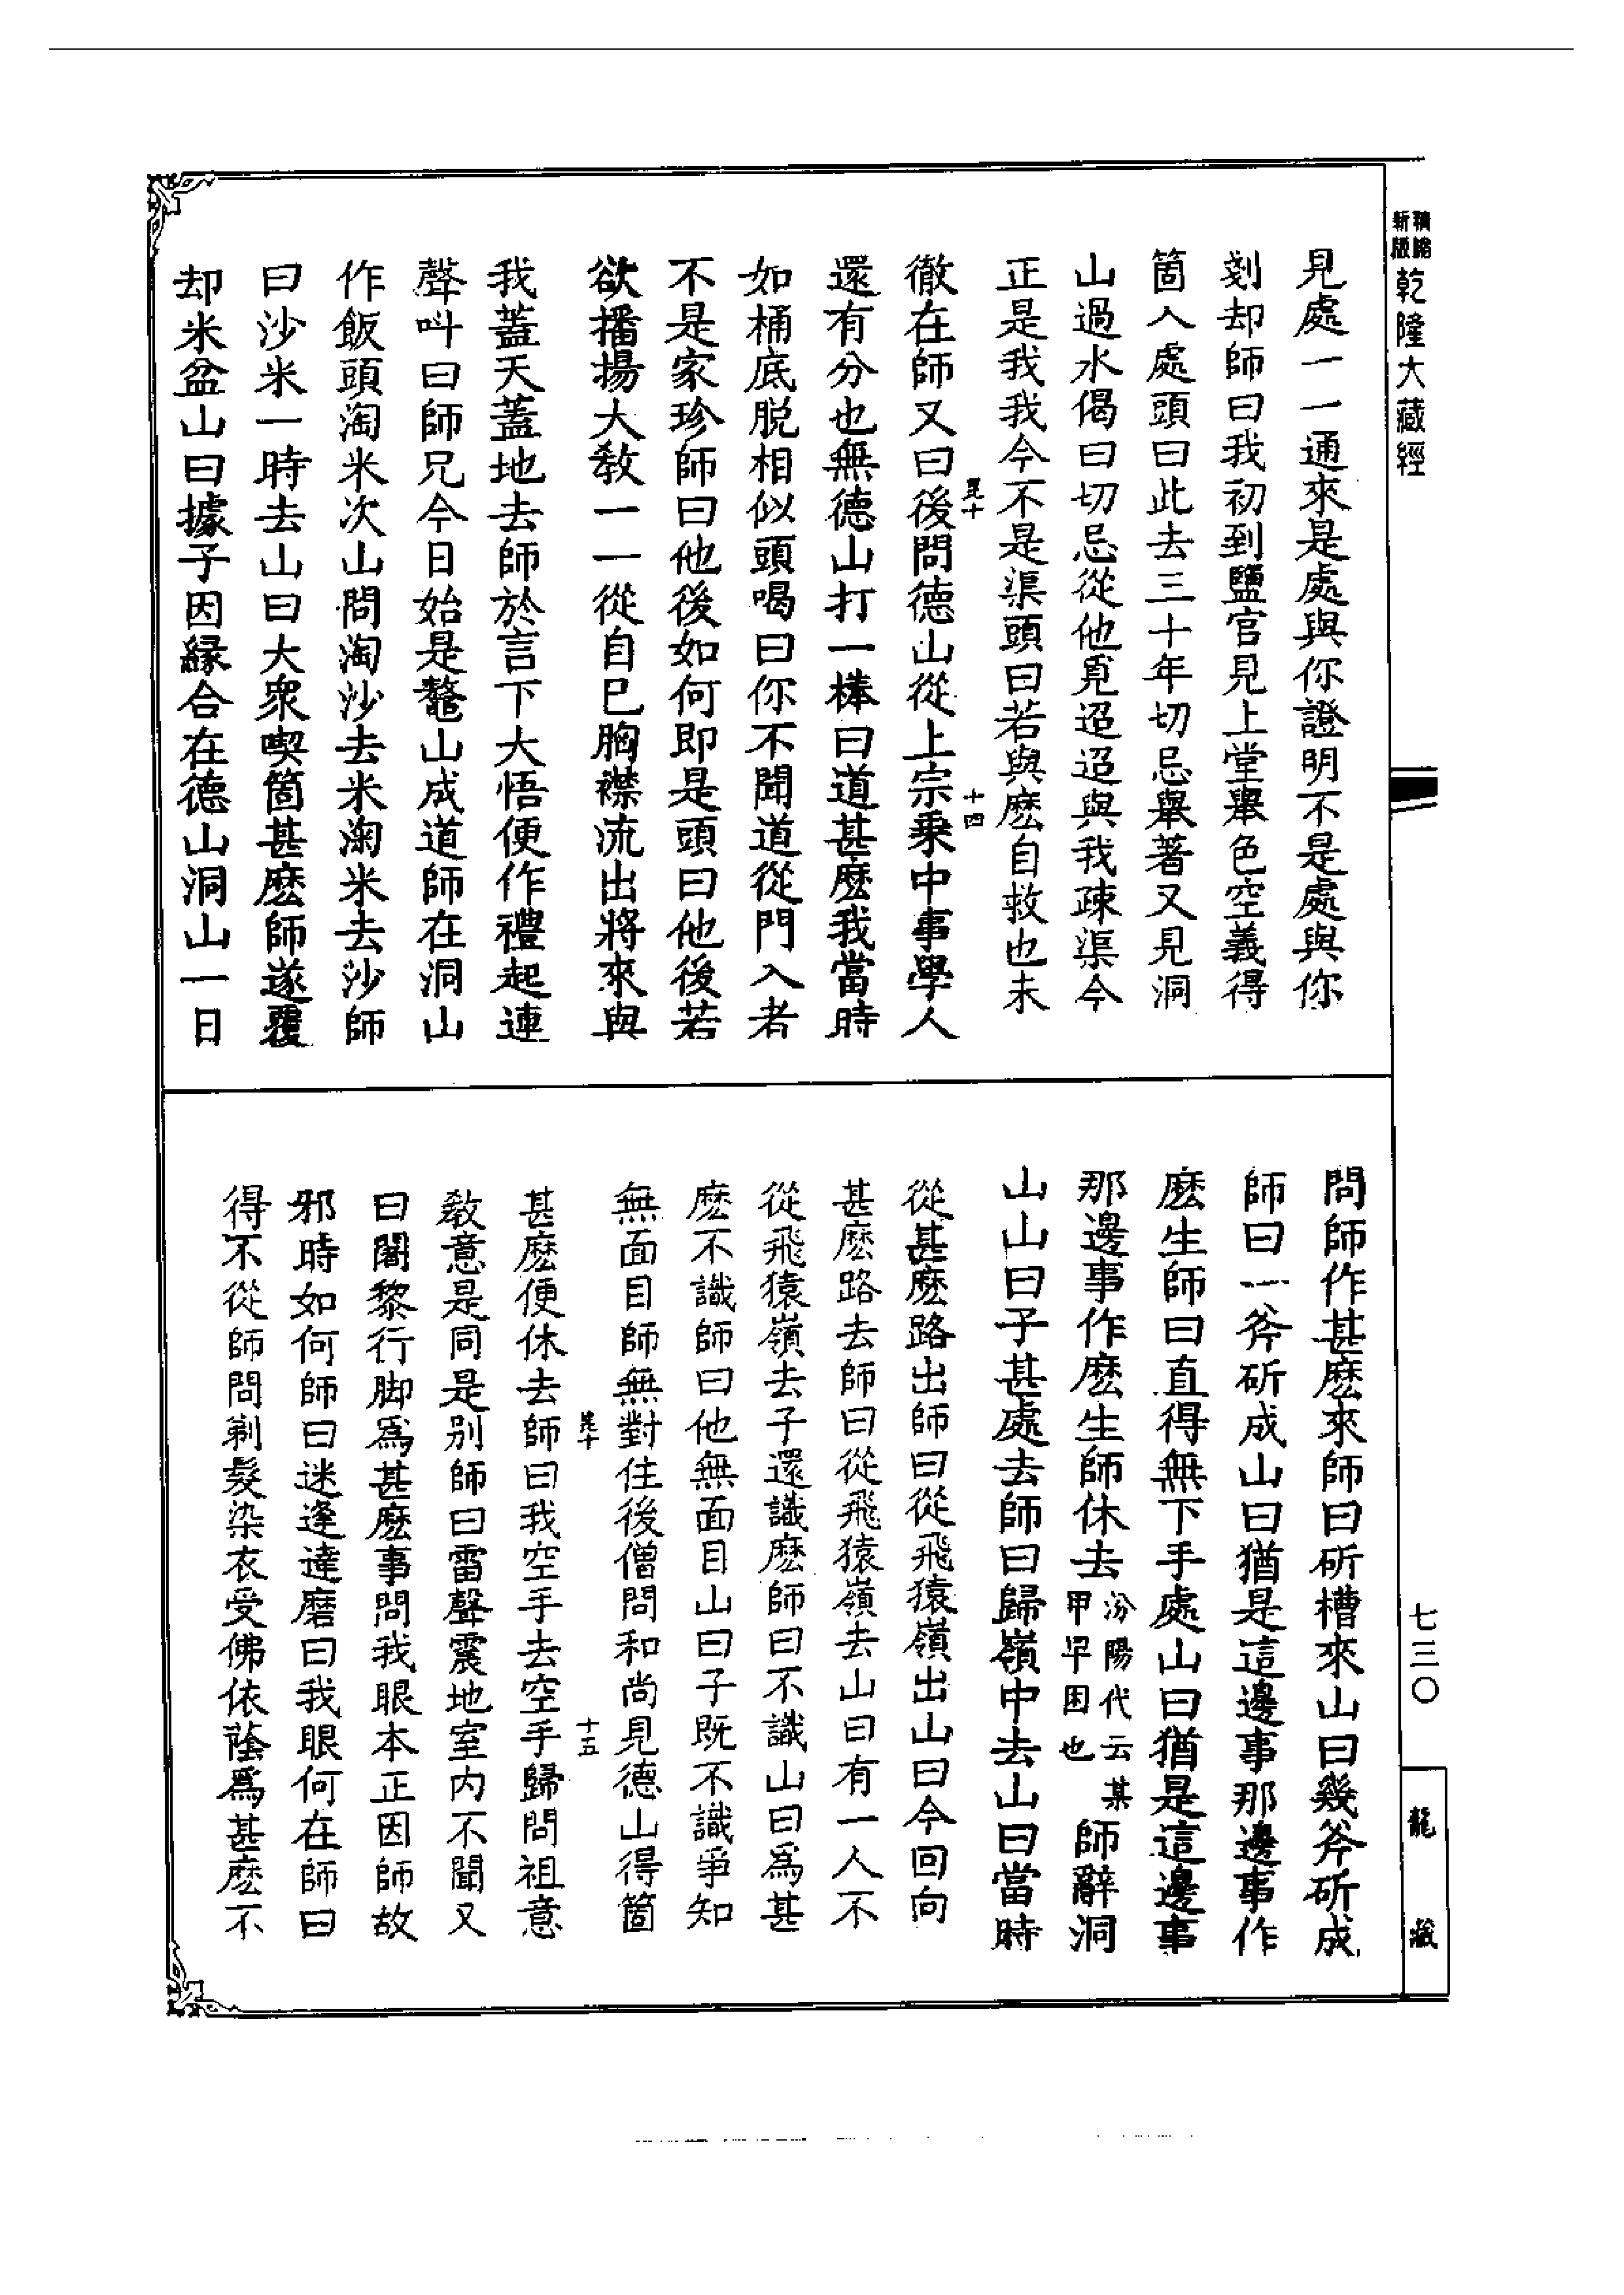 精縮新版乾隆大藏經
見處一一通來是處與你證明不是處與你
剗却師曰我初到鹽官見上堂舉色空義得
箇入處頭曰此去三十年切忌舉著又見洞
山過水偈曰切忌從他覓迢迢與我疎渠今
正是我我今不是渠頭曰若與麽自救也未
昆十 十四
徹在師又曰後問德山從上宗乘中事學人
還有分也無德山打一棒曰道甚麽我當時
如桶底脫相似頭喝曰你不聞道從門入者
不是家珍師曰他後如何即是頭曰他後若
欲播揚大教一一從自巳胸襟流出將來與
我蓋天蓋地去師於言下大悟便作禮起連
聲呌曰師兄今日始是鼇山成道師在洞山
作飯頭淘米次山問淘沙去米淘米去沙師
曰沙米一時去山曰大眾喫箇甚麽師遂覆
却米盆山曰據子因緣合在德山洞山一日
問師作甚麽來師曰斫槽來山曰幾斧斫成
師曰一斧斫成山曰猶是這邊事那邊事作
麽生師曰直得無下手處山曰猶是這邊事
那邊事作麽生師休去汾陽代云某甲早困也師辭洞
山山曰子甚處去師曰歸嶺中去山曰當時
從甚麽路出師曰從飛猿嶺出山曰今回向
甚麽路去師曰從飛猿嶺去山曰有一人不
從飛猿嶺去子還識麽師曰不識山曰爲甚
麽不識師曰他無面目山曰子既不識爭知
無面目師無對住後僧問和尚見德山得箇
昆十 十五
甚麽便休去師曰我空手去空手歸問祖意
教意是同是別師曰雷聲震地室內不聞又
曰闍黎行脚爲甚麽事問我眼本正因師故
邪時如何師曰迷逢達磨曰我眼何在師曰
得不從師問剃髮染衣受佛依蔭爲甚麽不
七三〇
龍藏